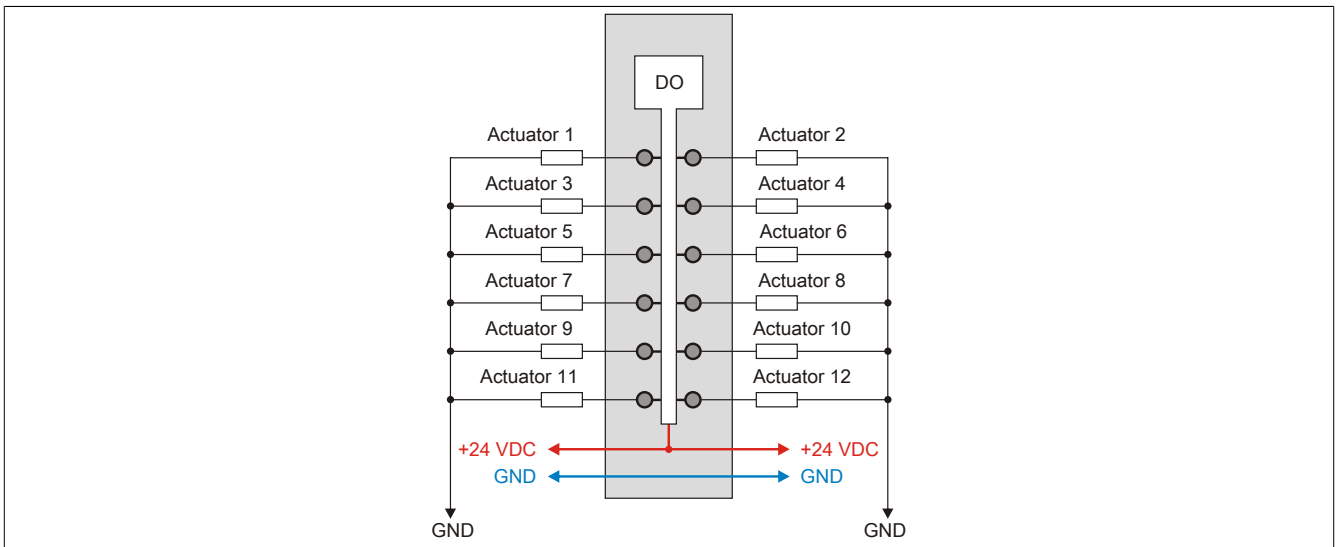 DO
Actuator 1 Actuator 2
Actuator 3 Actuator 4
Actuator 5 Actuator 6
Actuator 7 Actuator 8
Actuator 9 Actuator 10
Actuator 11 Actuator 12
+24 VDC +24 VDC
GND GND
GND GND